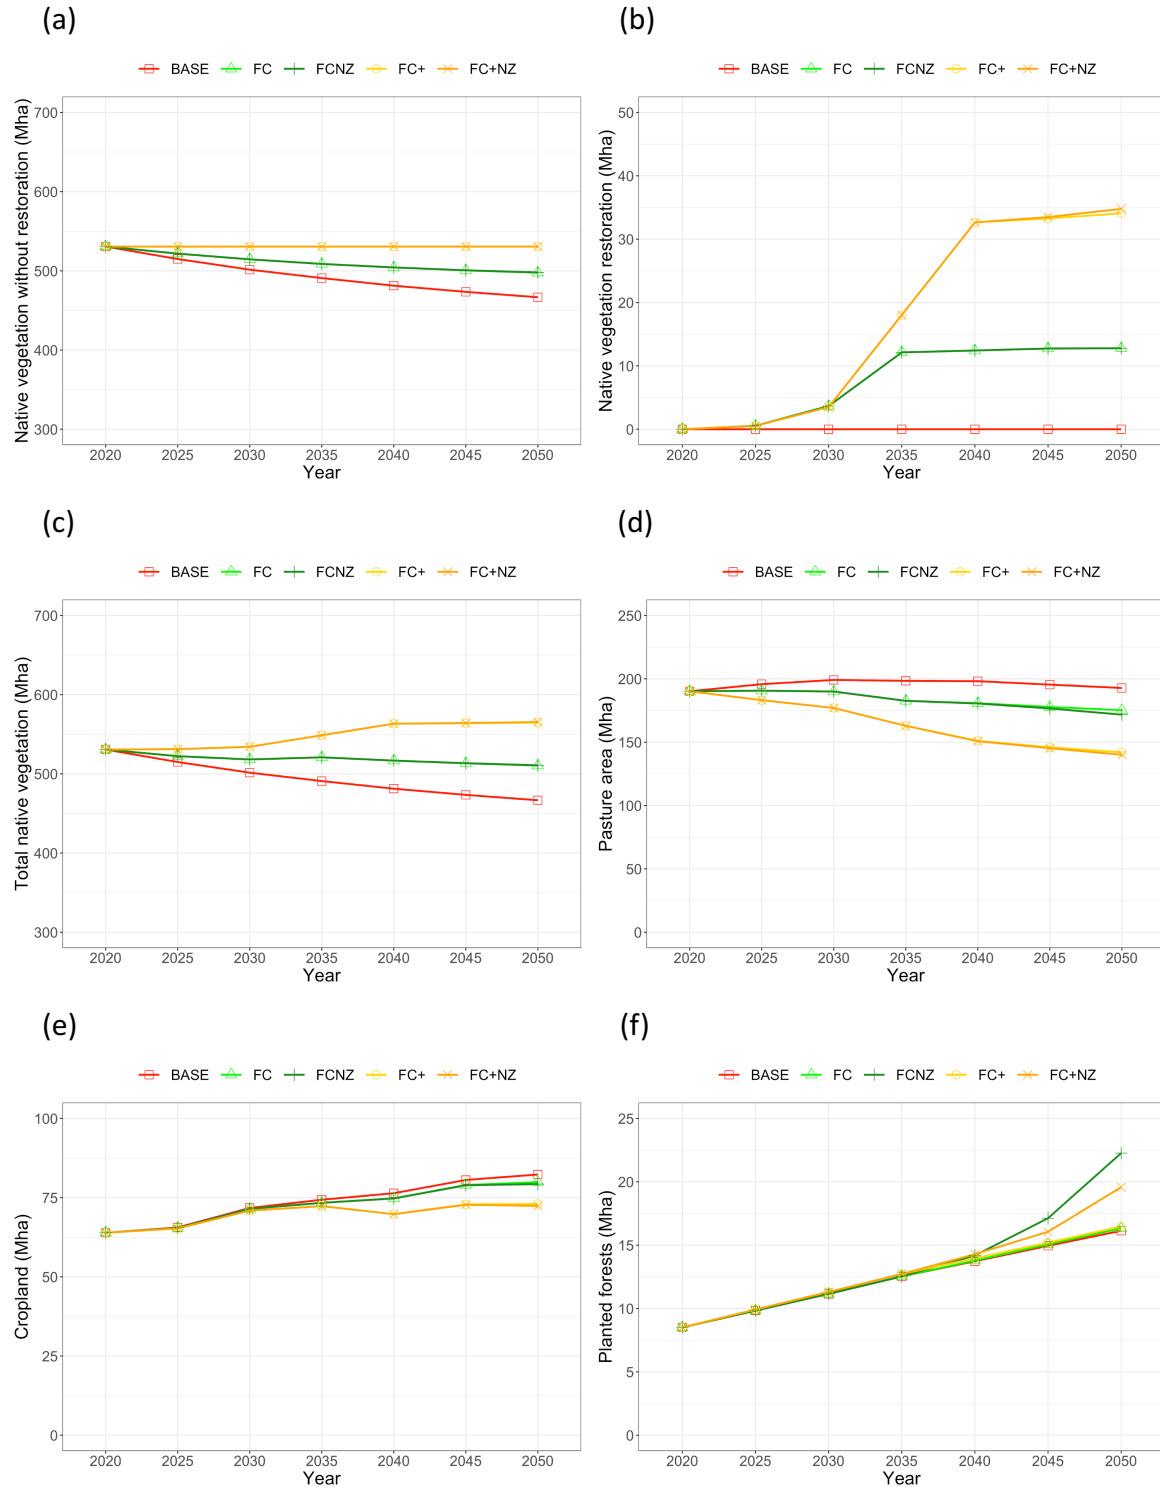 (a)
BASE FC FCNZ FC+ FC+NZ
Native vegetation without restoration (Mha)
700
600
500
400
300
2020 2025 2030 2035 2040 2045 2050
Year
(b)
BASE FC FCNZ FC+ FC+NZ
Native vegetation restoration (Mha)
50
40
30
20
10
0
2020 2025 2030 2035 2040 2045 2050
Year
(c)
BASE FC FCNZ FC+ FC+NZ
Total native vegetation (Mha)
700
600
500
400
300
2020 2025 2030 2035 2040 2045 2050
Year
(d)
BASE FC FCNZ FC+ FC+NZ
Pasture area (Mha)
250
200
150
100
50
0
2020 2025 2030 2035 2040 2045 2050
Year
(e)
BASE FC FCNZ FC+ FC+NZ
Cropland (Mha)
100
75
50
25
0
2020 2025 2030 2035 2040 2045 2050
Year
(f)
BASE FC FCNZ FC+ FC+NZ
Planted forests (Mha)
25
20
15
10
5
0
2020 2025 2030 2035 2040 2045 2050
Year